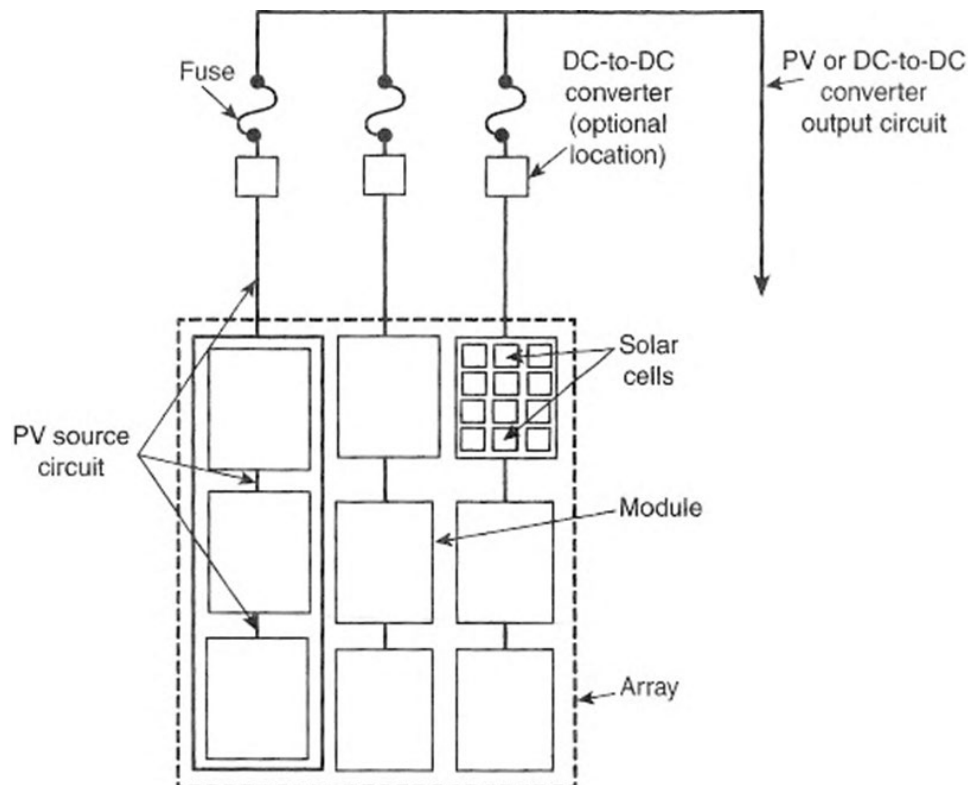 Fuse
DC-to-DC
converter
(optional
location)
PV or DC-to-DC
converter
output circuit
Solar
cells
PV source
circuit
Module
Array